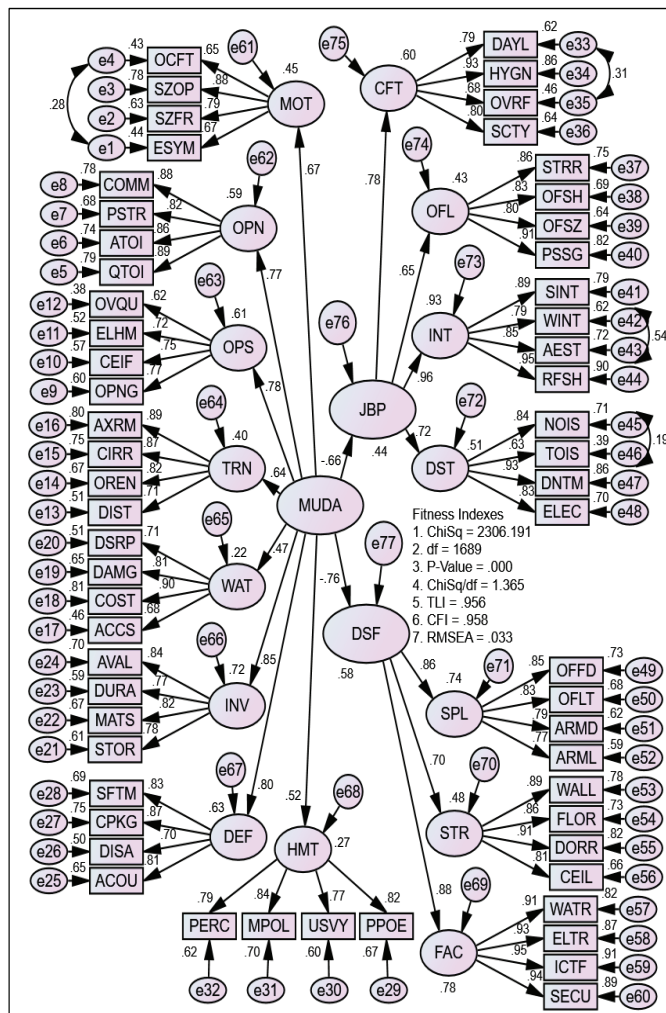 e4 .43 OCFT .65
e3 .78 SZOP .88
e2 .63 SZFR .79
e1 .44 ESYM .67
.28
e61
.45
MOT
.67
e8 .78 COMM .88
e7 .68 PSTR .82
e6 .74 ATOI .86
e5 .79 QTOI .89
e62
.59
OPN
.77
e12 .38 OVQU .62
e11 .52 ELHM .72
e10 .57 CEIF .75
e9 .60 OPNG .77
e63
.61
OPS
.78
e16 .80 AXRM .89
e15 .75 CIRR .87
e14 .67 OREN .82
e13 .51 DIST .71
e64
.40
TRN
.64
e20 .51 DSRP .71
e19 .65 DAMG .81
e18 .81 COST .90
e17 .46 ACCS .68
e65
.22
WAT
.47
e24 .70 AVAL .84
e23 .59 DURA .77
e22 .67 MATS .82
e21 .61 STOR .78
e66
.72
INV
.85
e28 .69 SFTM .83
e27 .75 CPKG .87
e26 .50 DISA .70
e25 .65 ACOU .81
e67
.63
DEF
.80
MUDA
.52
e68
HMT
.27
.79 .84 .77 .82
PERC MPOL USVY PPOE
.62 .70 .60 .67
e32 e31 e30 e29
e75
.60
CFT
.78
.79 DAYL .62 e33
.93 HYGN .86 e34
.68 OVRF .46 e35
.80 SCTY .64 e36
.31
e74
.43
OFL
.65
.86 STRR .75 e37
.83 OFSH .69 e38
.80 OFSZ .64 e39
.91 PSSG .82 e40
e73
.93
INT
.96
.89 SINT .79 e41
.79 WINT .62 e42
.85 AEST .72 e43
.95 RFSH .90 e44
.54
e76
JBP
.44
-.66
e72
.72
.51
DST
.84 NOIS .71 e45
.63 TOIS .39 e46
.93 DNTM .86 e47
.83 ELEC .70 e48
.19
Fitness Indexes
1. ChiSq = 2306.191
2. df = 1689
3. P-Value = .000
4. ChiSq/df = 1.365
5. TLI = .956
6. CFI = .958
7. RMSEA = .033
e77
-.76
DSF
.58
.86
.74
e71
SPL
.85 OFFD .73 e49
.83 OFLT .68 e50
.79 ARMD .62 e51
.77 ARML .59 e52
.70
e70
.48
STR
.89 WALL .78 e53
.86 FLOR .73 e54
.91 DORR .82 e55
.81 CEIL .66 e56
.88
e69
FAC
.78
.91 WATR .82 e57
.93 ELTR .87 e58
.95 ICTF .91 e59
.94 SECU .89 e60